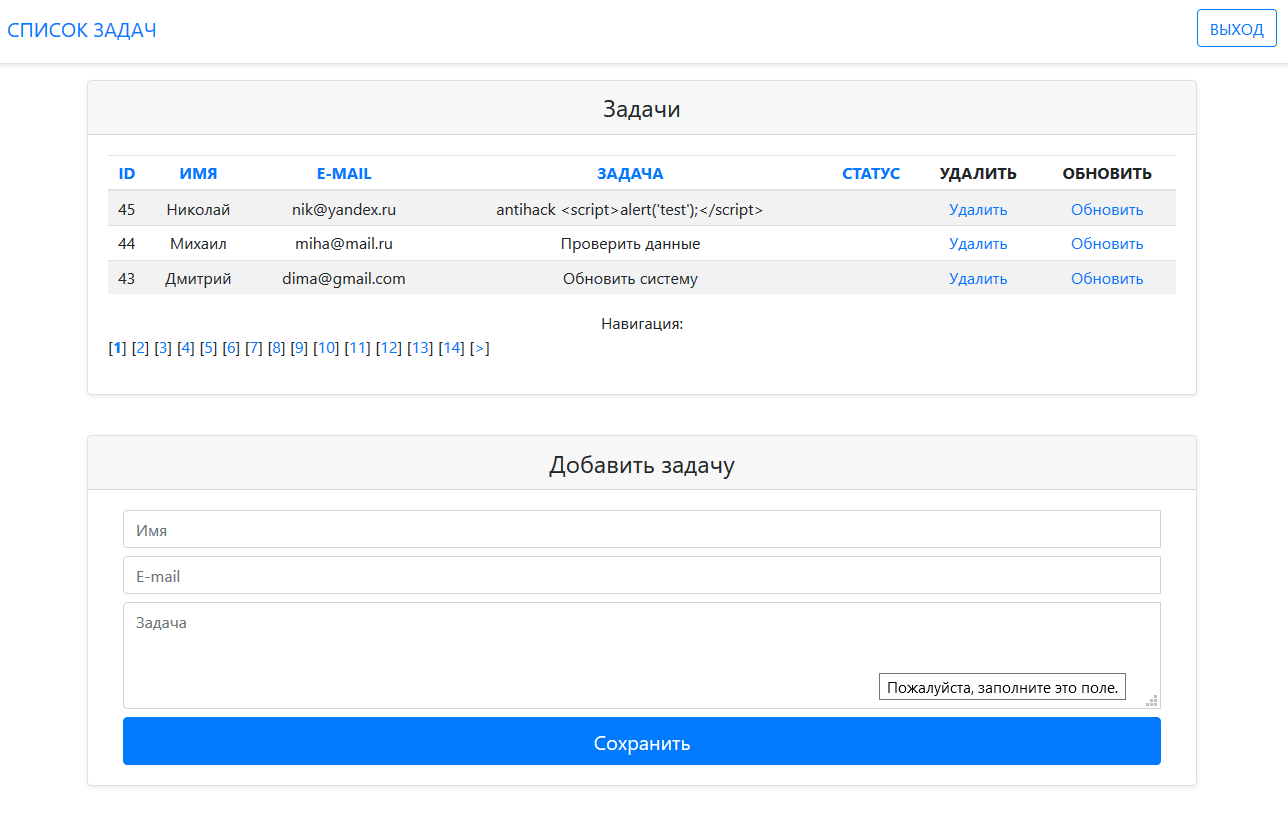 СПИСОК ЗАДАЧ ВЫХОД
Задачи
ID ИМЯ E-MAIL ЗАДАЧА СТАТУС УДАЛИТЬ ОБНОВИТЬ
45 Николай nik@yandex.ru antihack <script>alert('test');</script> Удалить Обновить
44 Михаил miha@mail.ru Проверить данные Удалить Обновить
43 Дмитрий dima@gmail.com Обновить систему Удалить Обновить
Навигация:
[1] [2] [3] [4] [5] [6] [7] [8] [9] [10] [11] [12] [13] [14] [>]
Добавить задачу
Имя
E-mail
Задача
Пожалуйста, заполните это поле.
Сохранить